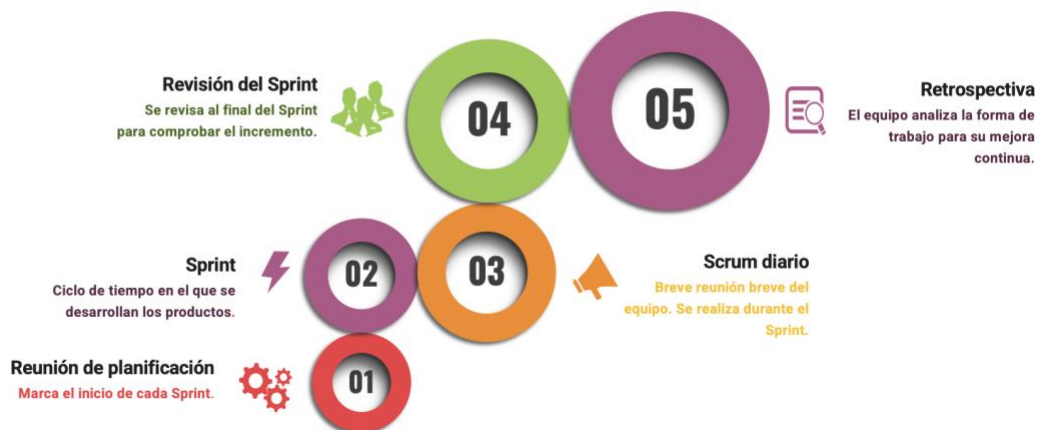 Revisión del Sprint
Se revisa al final del Sprint
para comprobar el incremento.
04
05
Retrospectiva
El equipo analiza la forma de
trabajo para su mejora
continua.
Sprint
Ciclo de tiempo en el que se
desarrollan los productos.
02
03
Scrum diario
Breve reunión breve del
equipo. Se realiza durante el
Sprint.
Reunión de planificación
Marca el inicio de cada Sprint.
01